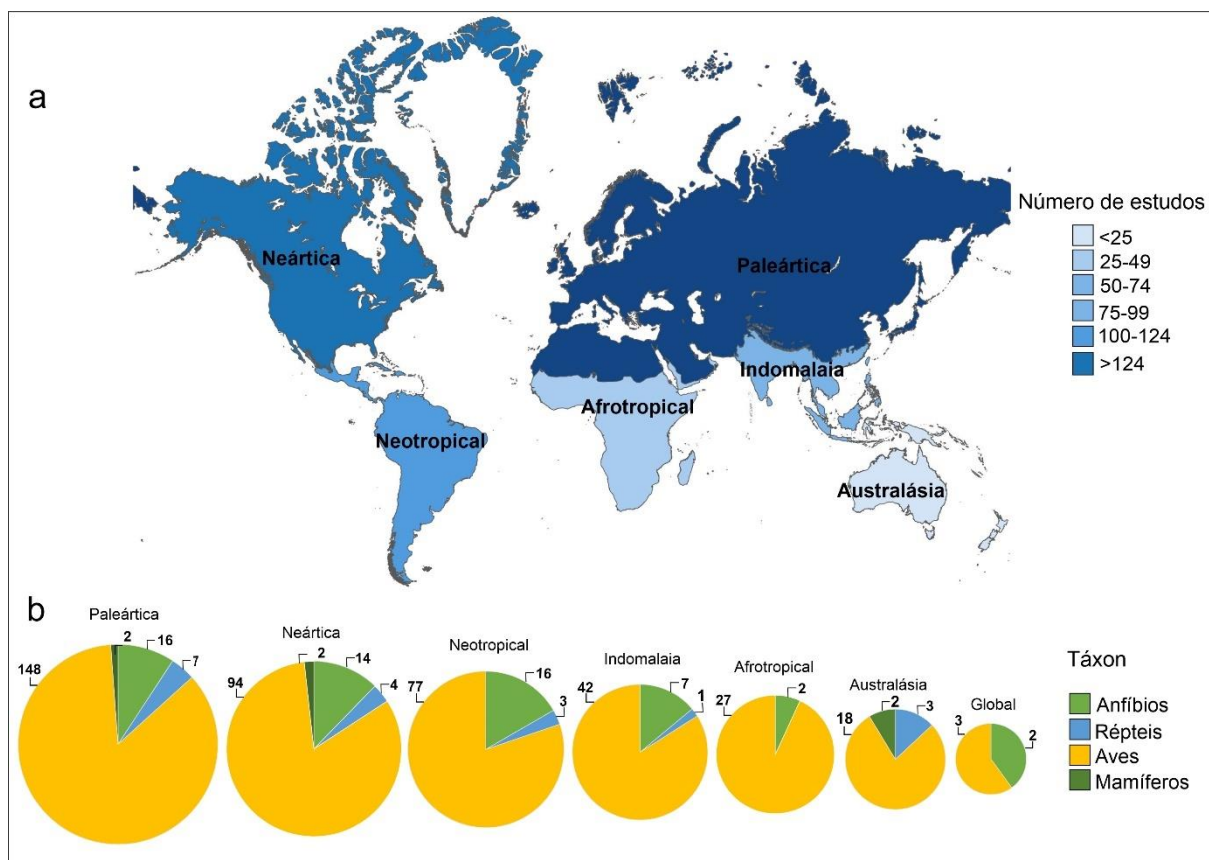 a
Neártica
Paleártica
Indomalaia
Afrotropical
Neotropical
Australásia
Número de estudos
<25
25-49
50-74
75-99
100-124
>124
b
Paleártica
148
2
16
7
Neártica
94
2
14
4
Neotropical
77
16
3
Indomalaia
42
7
1
Afrotropical
27
2
Australásia
18
2
3
Global
3
2
Táxon
Anfíbios
Répteis
Aves
Mamíferos